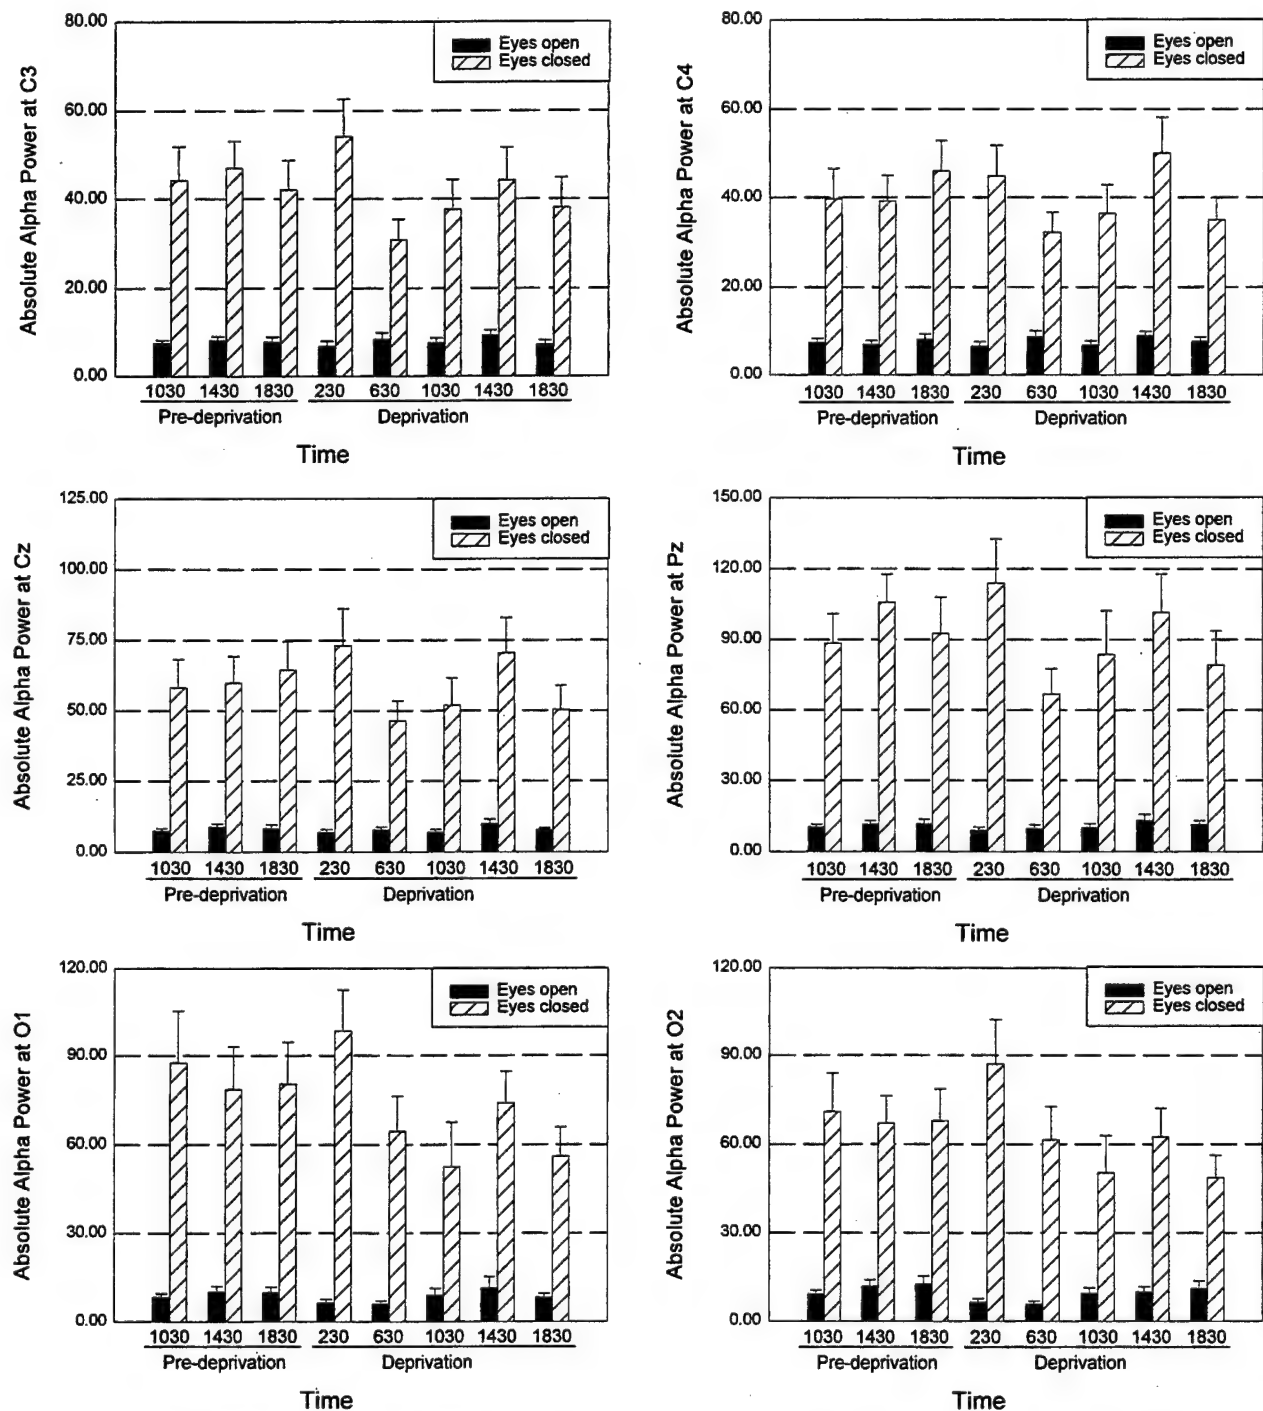 Absolute Alpha Power at C3
80.00
60.00
40.00
20.00
0.00
Eyes open
Eyes closed
1030 1430 1830 230 630 1030 1430 1830
Pre-deprivation Deprivation
Time
Absolute Alpha Power at C4
80.00
60.00
40.00
20.00
0.00
Eyes open
Eyes closed
1030 1430 1830 230 630 1030 1430 1830
Pre-deprivation Deprivation
Time
Absolute Alpha Power at Cz
125.00
100.00
75.00
50.00
25.00
0.00
Eyes open
Eyes closed
1030 1430 1830 230 630 1030 1430 1830
Pre-deprivation Deprivation
Time
Absolute Alpha Power at Pz
150.00
120.00
90.00
60.00
30.00
0.00
Eyes open
Eyes closed
1030 1430 1830 230 630 1030 1430 1830
Pre-deprivation Deprivation
Time
Absolute Alpha Power at O1
120.00
90.00
60.00
30.00
0.00
Eyes open
Eyes closed
1030 1430 1830 230 630 1030 1430 1830
Pre-deprivation Deprivation
Time
Absolute Alpha Power at O2
120.00
90.00
60.00
30.00
0.00
Eyes open
Eyes closed
1030 1430 1830 230 630 1030 1430 1830
Pre-deprivation Deprivation
Time